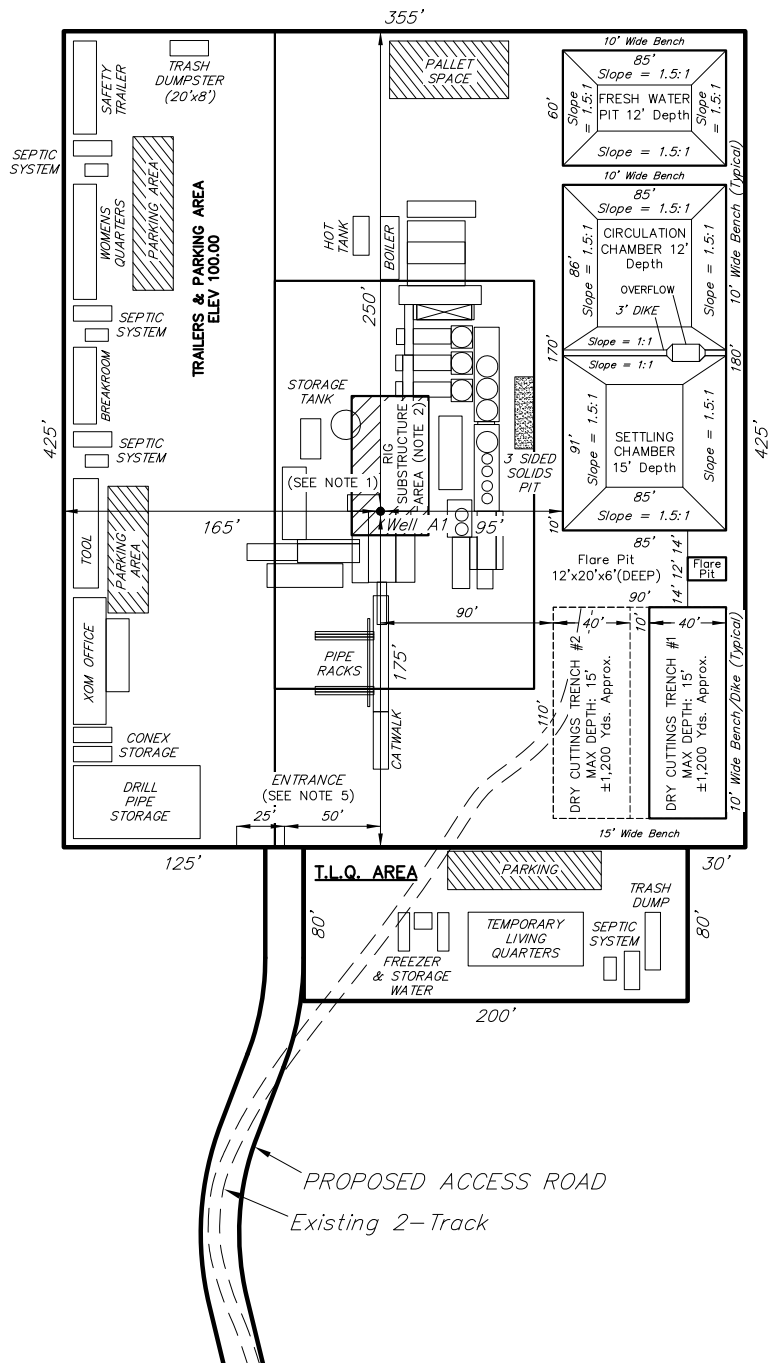 355'
10' Wide Bench
SAFETY
TRAILER
TRASH
DUMPSTER
(20'x8')
PALLET
SPACE
85'
Slope = 1.5:1
60'
Slope
= 1.5:1
FRESH WATER
PIT 12' Depth
Slope
= 1.5:1
Slope = 1.5:1
SEPTIC
SYSTEM
PARKING AREA
10' Wide Bench
10' Wide Bench (Typical)
WOMENS
QUARTERS
TRAILERS & PARKING AREA
ELEV 100.00
HOT
TANK
BOILER
85'
Slope = 1.5:1
86'
Slope = 1.5:1
CIRCULATION
CHAMBER 12'
Depth
Slope = 1.5:1
OVERFLOW
3' DIKE
Slope = 1:1
Slope = 1:1
SEPTIC
SYSTEM
250'
170'
180'
BREAKROOM
STORAGE
TANK
RIG
SUBSTRUCTURE
AREA (NOTE 2)
3 SIDED
SOLIDS
PIT
425'
425'
91'
Slope = 1.5:1
SETTLING
CHAMBER
15' Depth
Slope = 1.5:1
SEPTIC
SYSTEM
(SEE NOTE 1)
85'
Slope = 1.5:1
165'
Well A1
95'
10'
TOOL
PARKING
AREA
85'
Flare Pit
12'x20'x6'(DEEP)
14'
12'
14'
Flare
Pit
90'
90'
40'
10'
40'
XOM OFFICE
PIPE
RACKS
175'
110'
DRY CUTTINGS TRENCH #2
MAX DEPTH: 15'
±1,200 Yds. Approx.
DRY CUTTINGS TRENCH #1
MAX DEPTH: 15'
±1,200 Yds. Approx.
10' Wide Bench/Dike (Typical)
CONEX
STORAGE
CATWALK
DRILL
PIPE
STORAGE
ENTRANCE
(SEE NOTE 5)
25'
50'
15' Wide Bench
125'
T.L.Q. AREA
PARKING
30'
80'
TRASH
DUMP
80'
TEMPORARY
LIVING
QUARTERS
SEPTIC
SYSTEM
FREEZER
& STORAGE
WATER
200'
PROPOSED ACCESS ROAD
Existing 2-Track